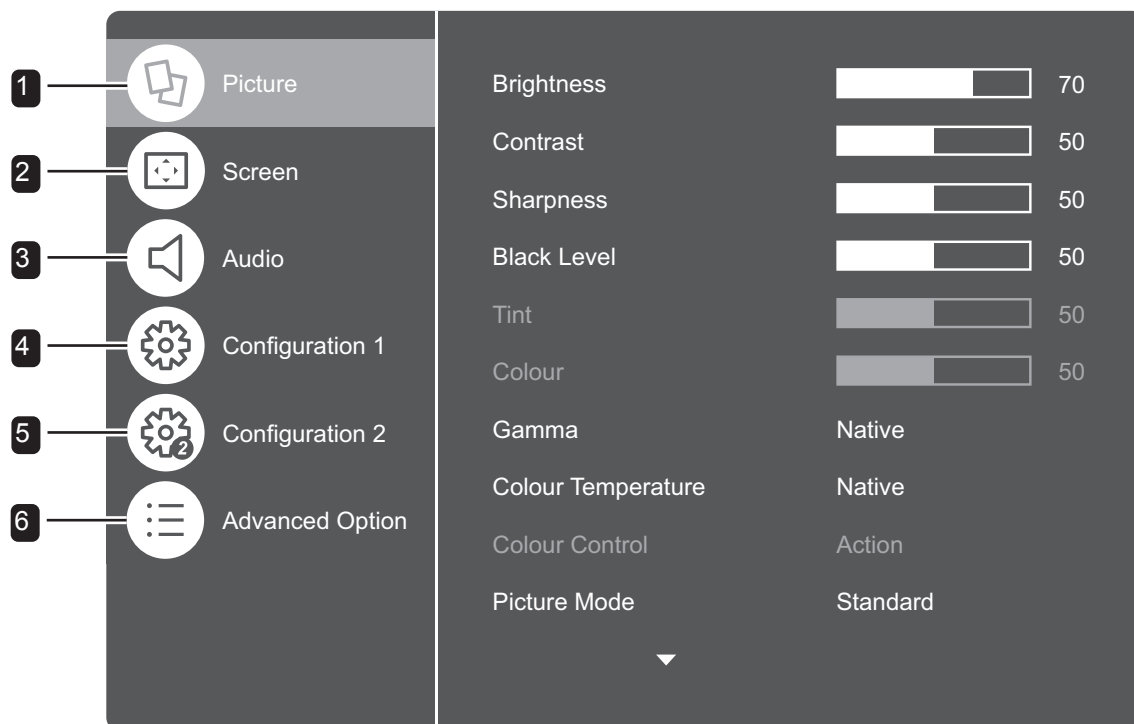 1 Picture
2 Screen
3 Audio
4 Configuration 1
5 Configuration 2
2
6 Advanced Option
Brightness 70
Contrast 50
Sharpness 50
Black Level 50
Tint 50
Colour 50
Gamma Native
Colour Temperature Native
Colour Control Action
Picture Mode Standard